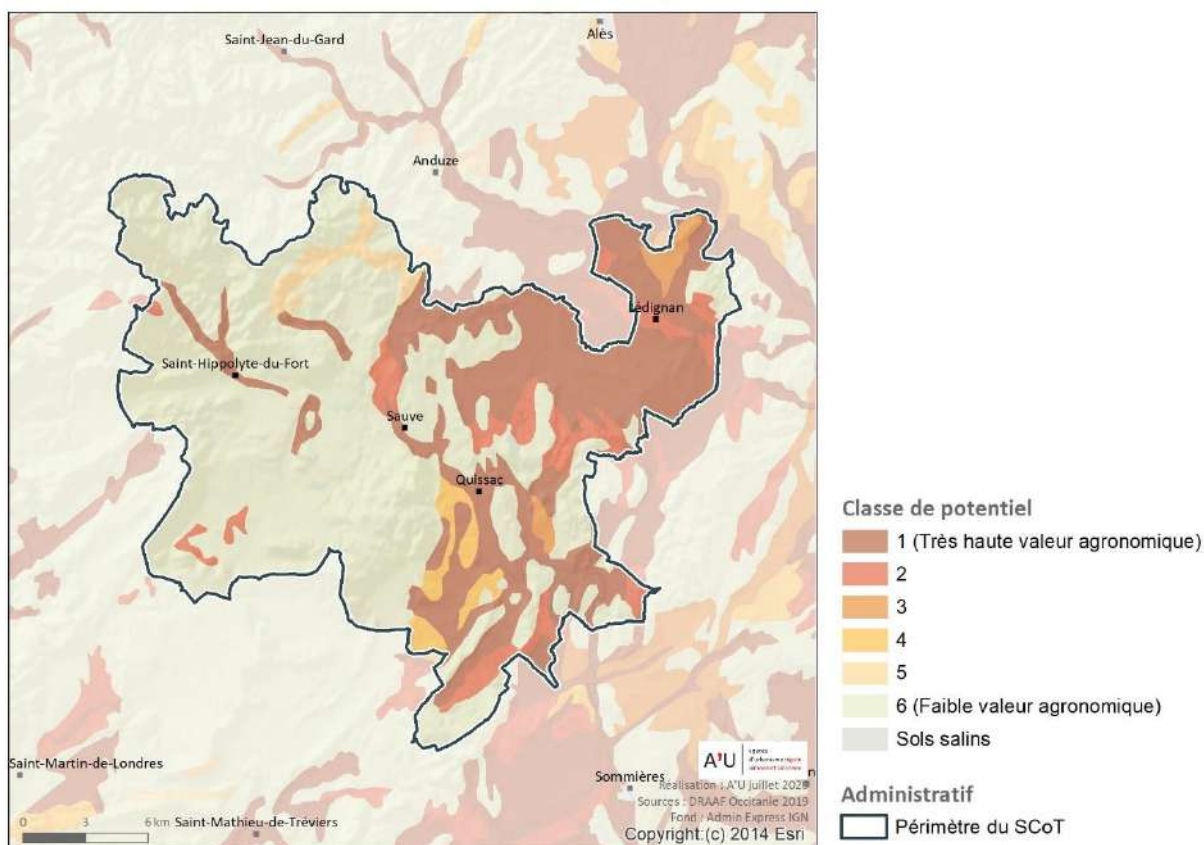 Saint-Jean-du-Gard
Alès
Anduze
Lédignan
Saint-Hippolyte-du-Fort
Sauve
Quissac
Classe de potentiel
1 (Très haute valeur agronomique)
2
3
4
5
6 (Faible valeur agronomique)
Sols salins
Administratif
Périmètre du SCoT
Saint-Martin-de-Londres
Sommières
A'U
Réalisation : A'U juillet
Sources : DRAAF Occitanie 2019
Fond : Admin Express IGN
Copyright:(c) 2014 Esri
0 3 6 km
Saint-Mathieu-de-Tréviers